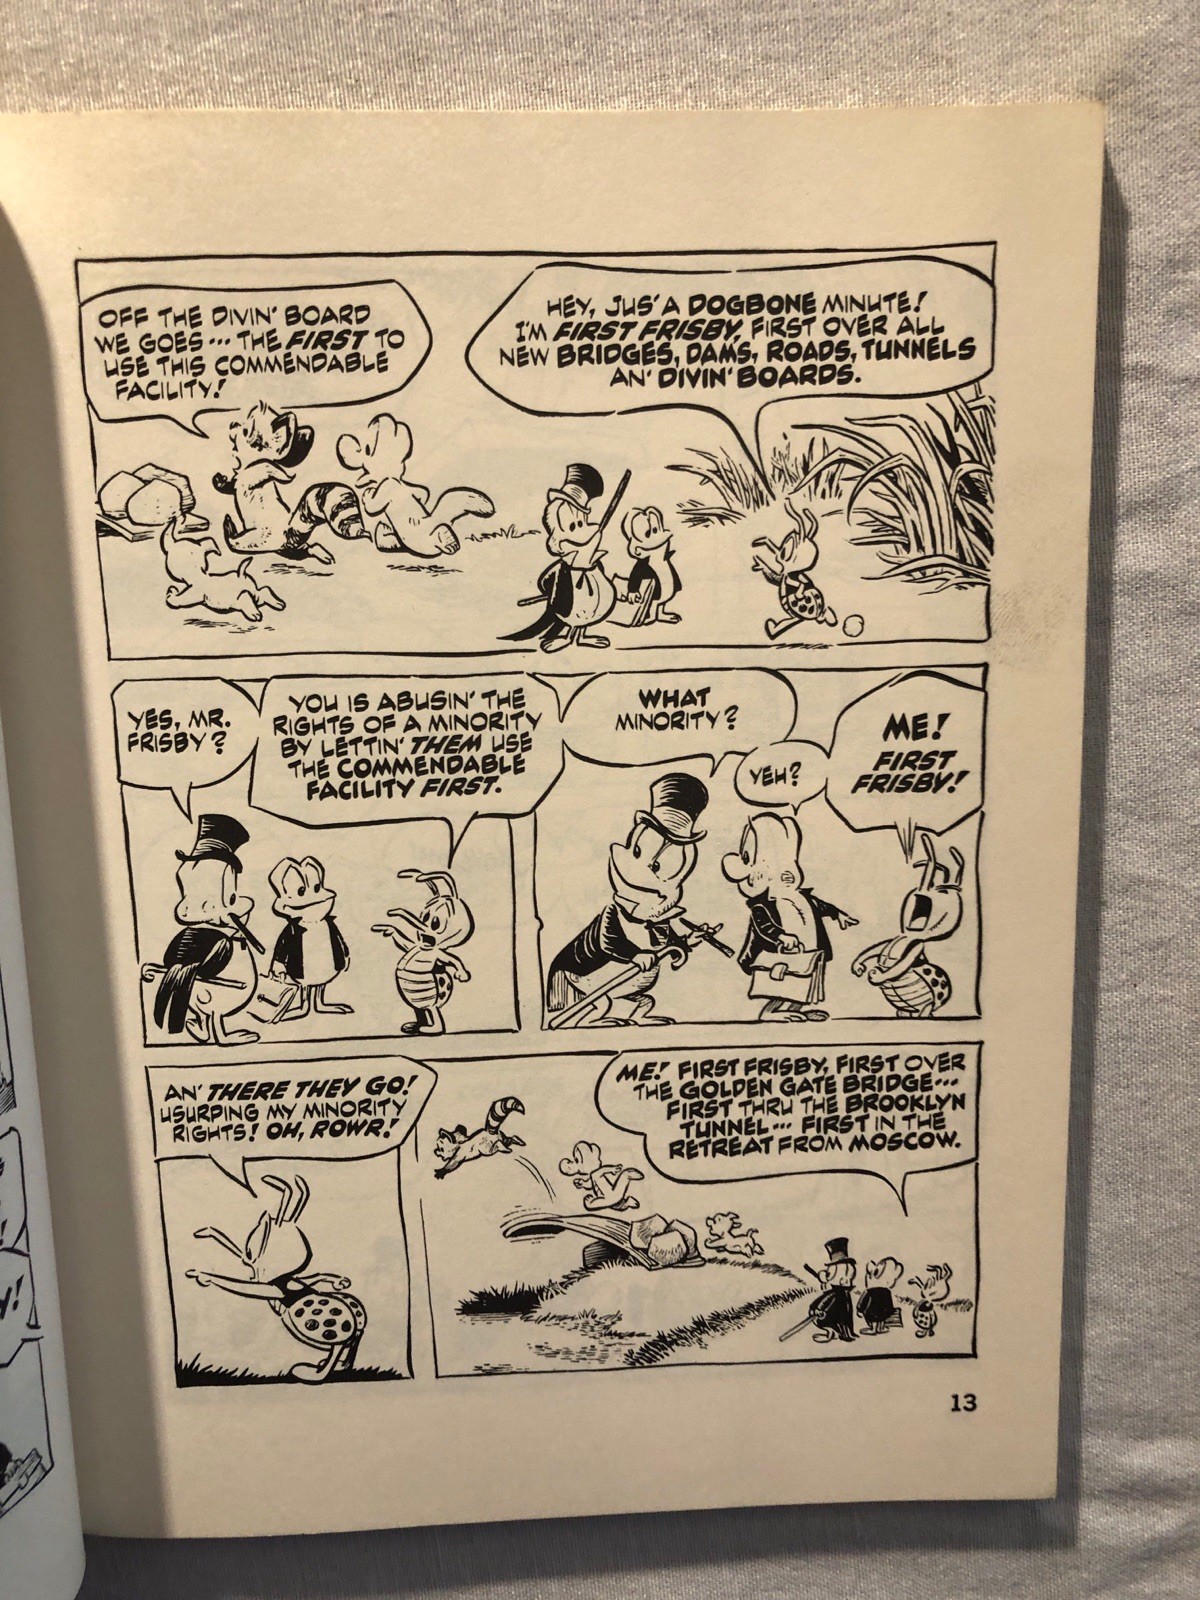 OFF THE DIVIN' BOARD
WE GOES... THE FIRST TO
USE THIS COMMENDABLE
FACILITY!
HEY, JUS' A DOGBONE MINUTE!
I'M FIRST FRISBY, FIRST OVER ALL
NEW BRIDGES, DAMS, ROADS, TUNNELS
AN' DIVIN' BOARDS.
YES, MR.
FRISBY?
YOU IS ABUSIN' THE
RIGHTS OF A MINORITY
BY LETTIN' THEM USE
THE COMMENDABLE
FACILITY FIRST.
WHAT
MINORITY?
YEH?
ME!
FIRST
FRISBY!
AN' THERE THEY GO!
USURPING MY MINORITY
RIGHTS! OH, ROWR!
ME! FIRST FRISBY, FIRST OVER
THE GOLDEN GATE BRIDGE...
FIRST THRU THE BROOKLYN
TUNNEL... FIRST IN THE
RETREAT FROM MOSCOW.
13